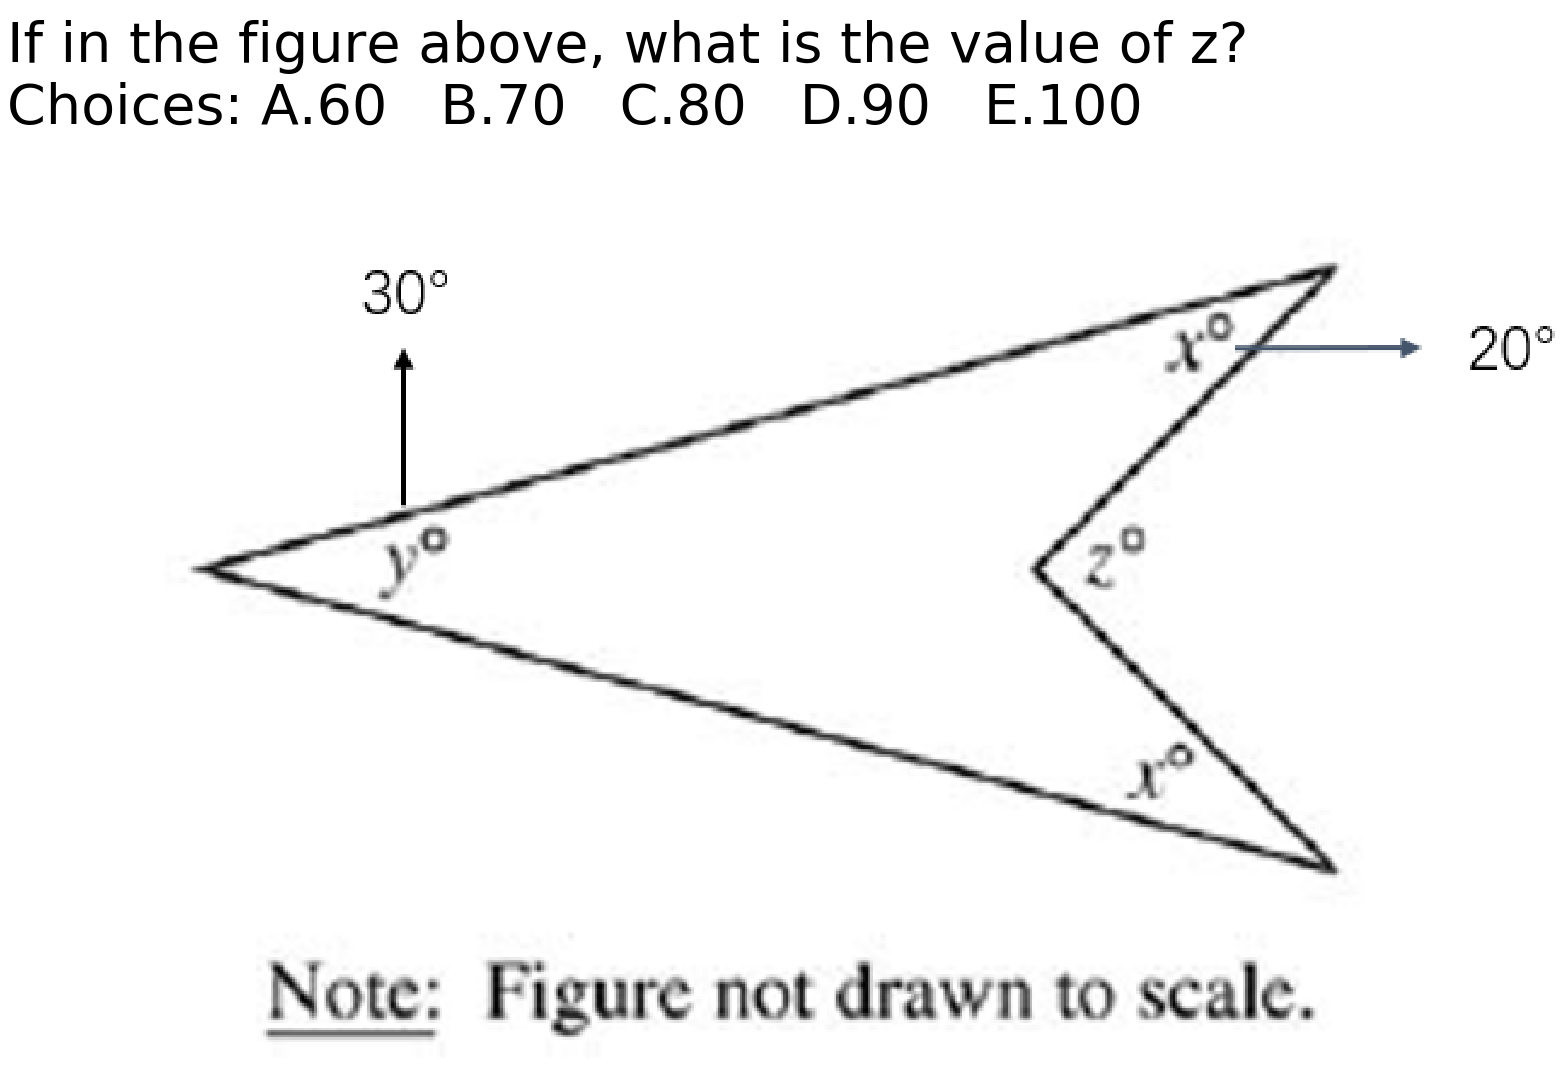 If in the figure above, what is the value of z?
Choices: A.60 B.70 C.80 D.90 E.100
30°
x°
20°
y°
z°
x°
Note: Figure not drawn to scale.